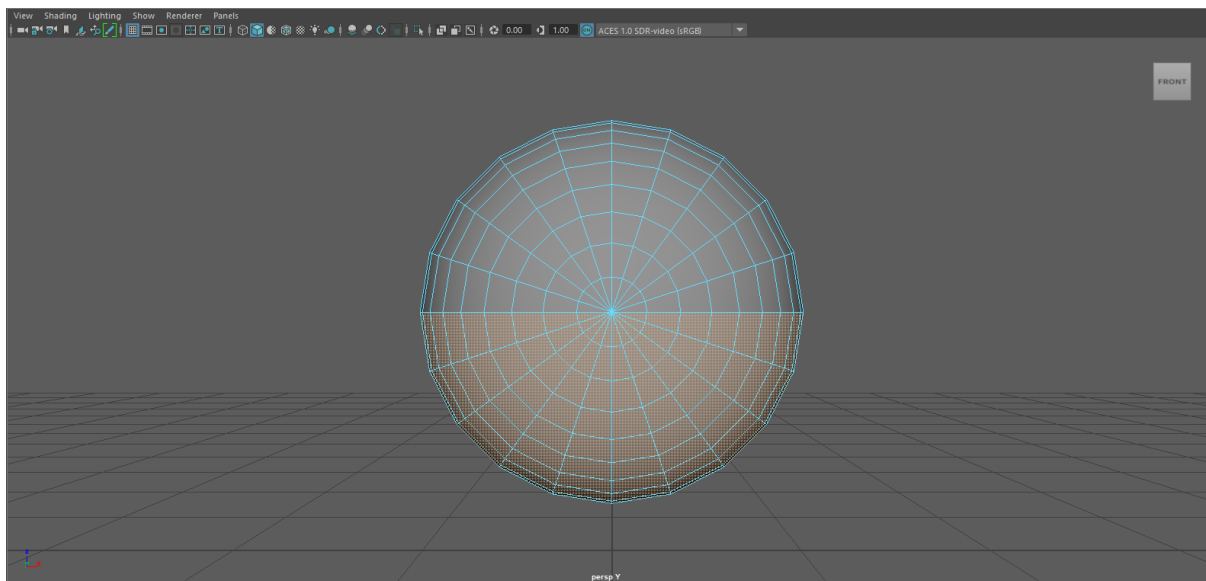 View Shading Lighting Show Renderer Panels
0.00 1.00 ACES 1.0 SDR-video (sRGB)
FRONT
persp Y